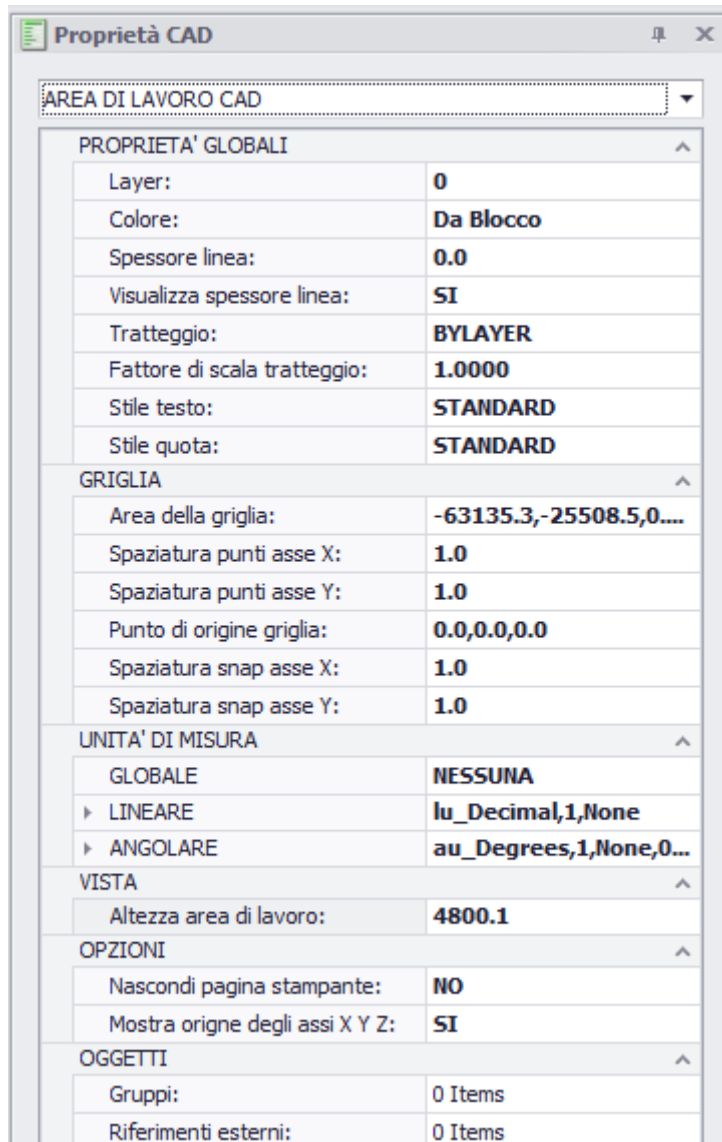 Proprietà CAD
AREA DI LAVORO CAD
PROPRIETA' GLOBALI
Layer: 0
Colore: Da Blocco
Spessore linea: 0.0
Visualizza spessore linea: SI
Tratteggio: BYLAYER
Fattore di scala tratteggio: 1.0000
Stile testo: STANDARD
Stile quota: STANDARD
GRIGLIA
Area della griglia: -63135.3,-25508.5,0....
Spaziatura punti asse X: 1.0
Spaziatura punti asse Y: 1.0
Punto di origine griglia: 0.0,0.0,0.0
Spaziatura snap asse X: 1.0
Spaziatura snap asse Y: 1.0
UNITA' DI MISURA
GLOBALE NESSUNA
LINEARE lu_Decimal,1,None
ANGOLARE au_Degrees,1,None,0...
VISTA
Altezza area di lavoro: 4800.1
OPZIONI
Nascondi pagina stampante: NO
Mostra origne degli assi X Y Z: SI
OGGETTI
Gruppi: 0 Items
Riferimenti esterni: 0 Items